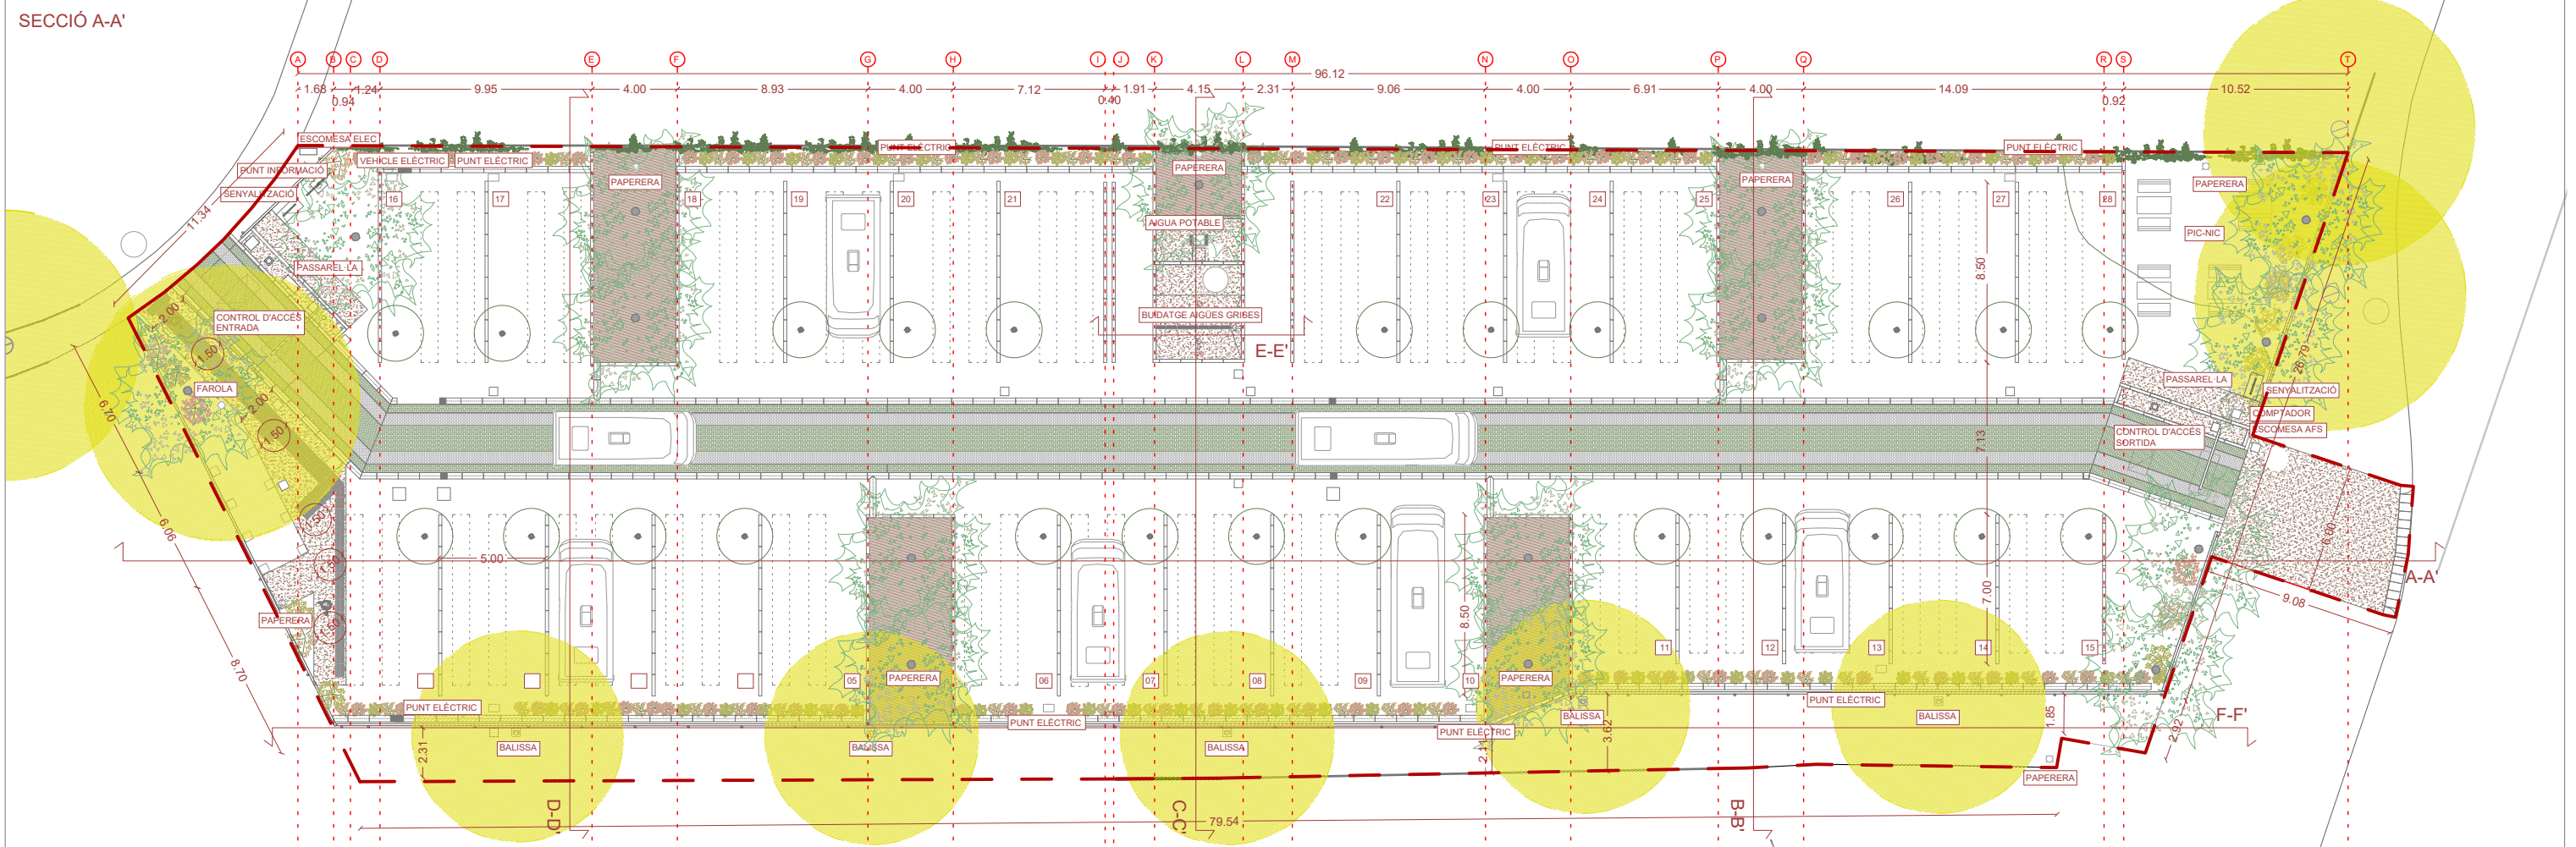 SECCIÓ A-A'
A
B
C
D
E
F
G
H
I
J
K
L
M
N
O
P
Q
R
S
T
96.12
1.68
0.94
1.24
9.95
4.00
8.93
4.00
7.12
0.40
1.91
4.15
2.31
9.06
4.00
6.91
4.00
14.09
0.92
10.52
ESCOMESA ELEC
VEHICLE ELÈCTRIC
PUNT ELÈCTRIC
PUNT ELÈCTRIC
PUNT ELÈCTRIC
PUNT ELÈCTRIC
PUNT INFORMACIÓ
SENYALITZACIÓ
PAPERERA
PAPERERA
PAPERERA
PAPERERA
16
17
18
19
20
21
22
23
24
25
26
27
28
11.34
AIGUA POTABLE
PIC-NIC
PASSAREL·LA
8.50
2.00
CONTROL D'ACCÉS
ENTRADA
BUIDATGE AIGÜES GRISES
E-E'
1.50
26.79
PASSAREL·LA
FAROLA
SENYALITZACIÓ
6.70
2.00
COMPTADOR
ESCOMESA AFS
1.50
CONTROL D'ACCÉS
SORTIDA
7.13
6.06
1.50
6.00
5.00
1.50
A-A'
7.00
9.08
8.50
PAPERERA
1.50
11
12
13
14
15
8.70
05
PAPERERA
06
07
08
09
10
PAPERERA
PUNT ELÈCTRIC
PUNT ELÈCTRIC
PUNT ELÈCTRIC
PUNT ELÈCTRIC
BALISSA
BALISSA
BALISSA
BALISSA
BALISSA
1.85
F-F'
2.31
3.62
2.92
PAPERERA
D-D'
C-C'
B-B'
79.54